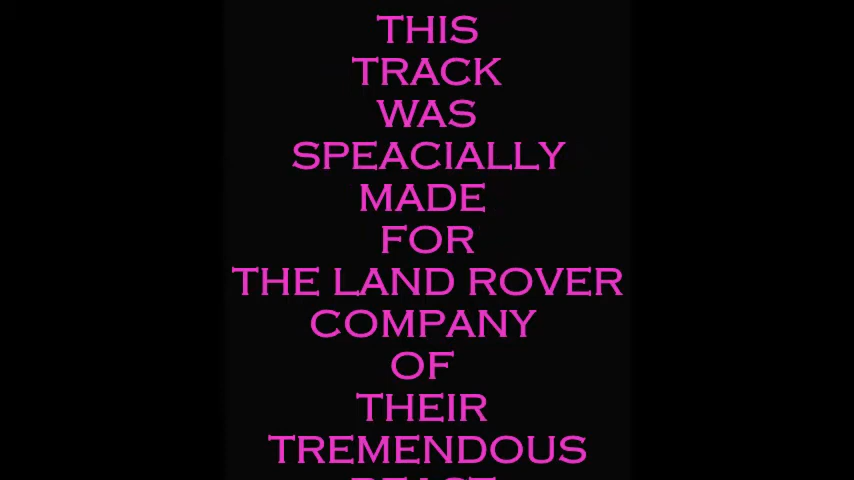 THIS
TRACK
WAS
SPEACIALLY
MADE
FOR
THE LAND ROVER
COMPANY
OF
THEIR
TREMENDOUS